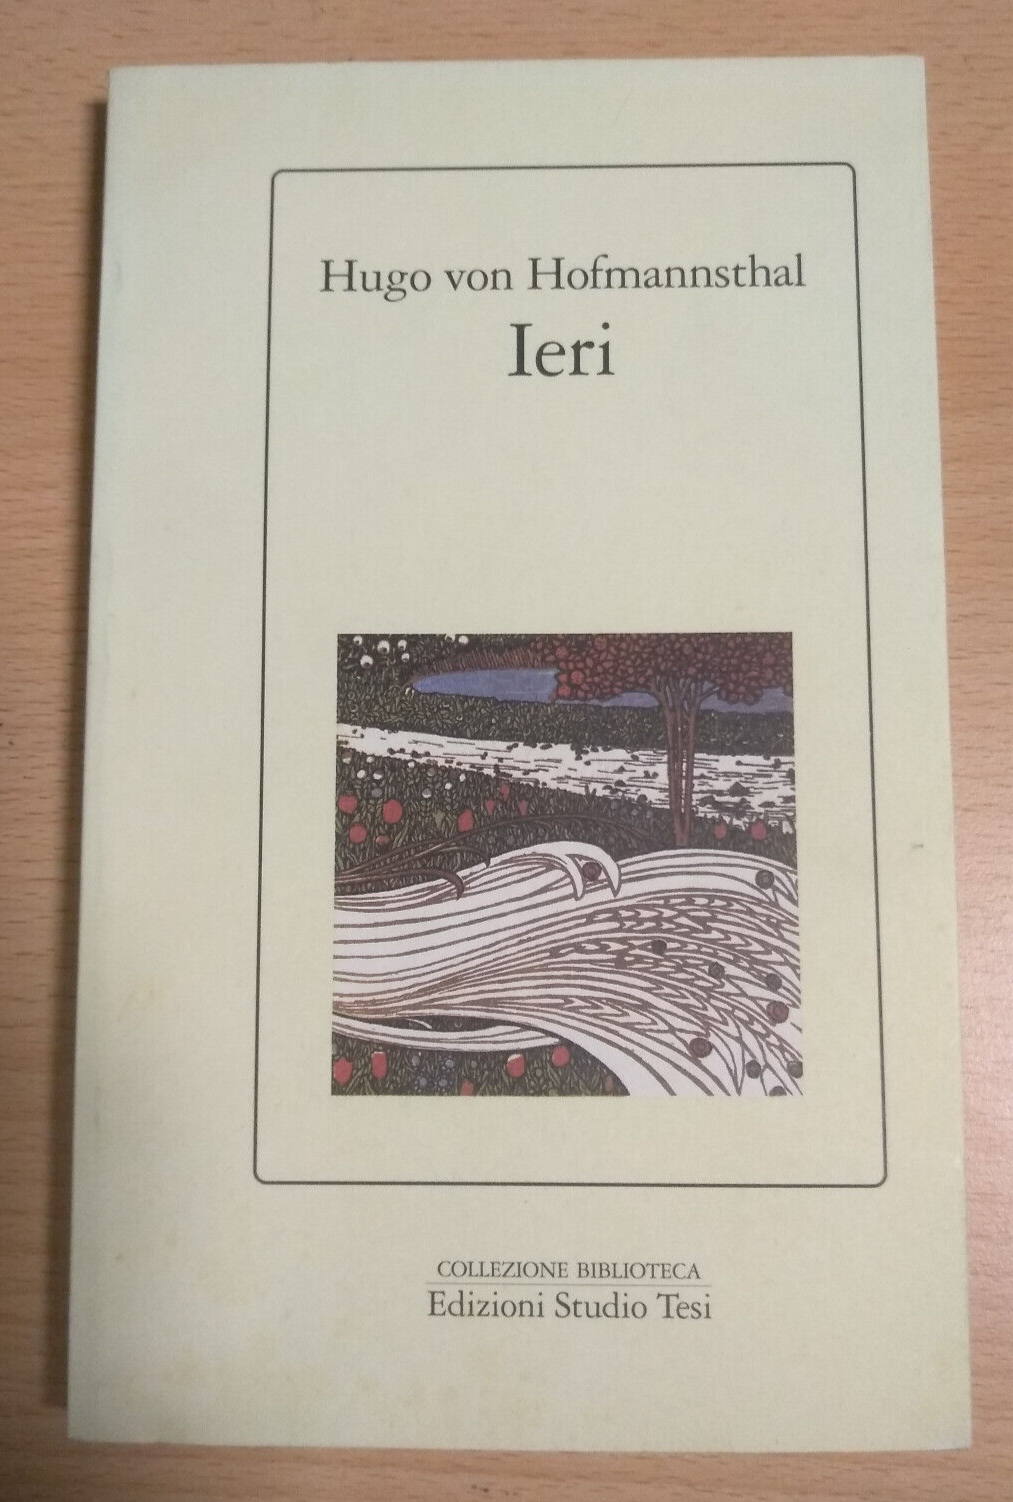 Hugo von Hofmannsthal
Ieri
COLLEZIONE BIBLIOTECA
Edizioni Studio Tesi